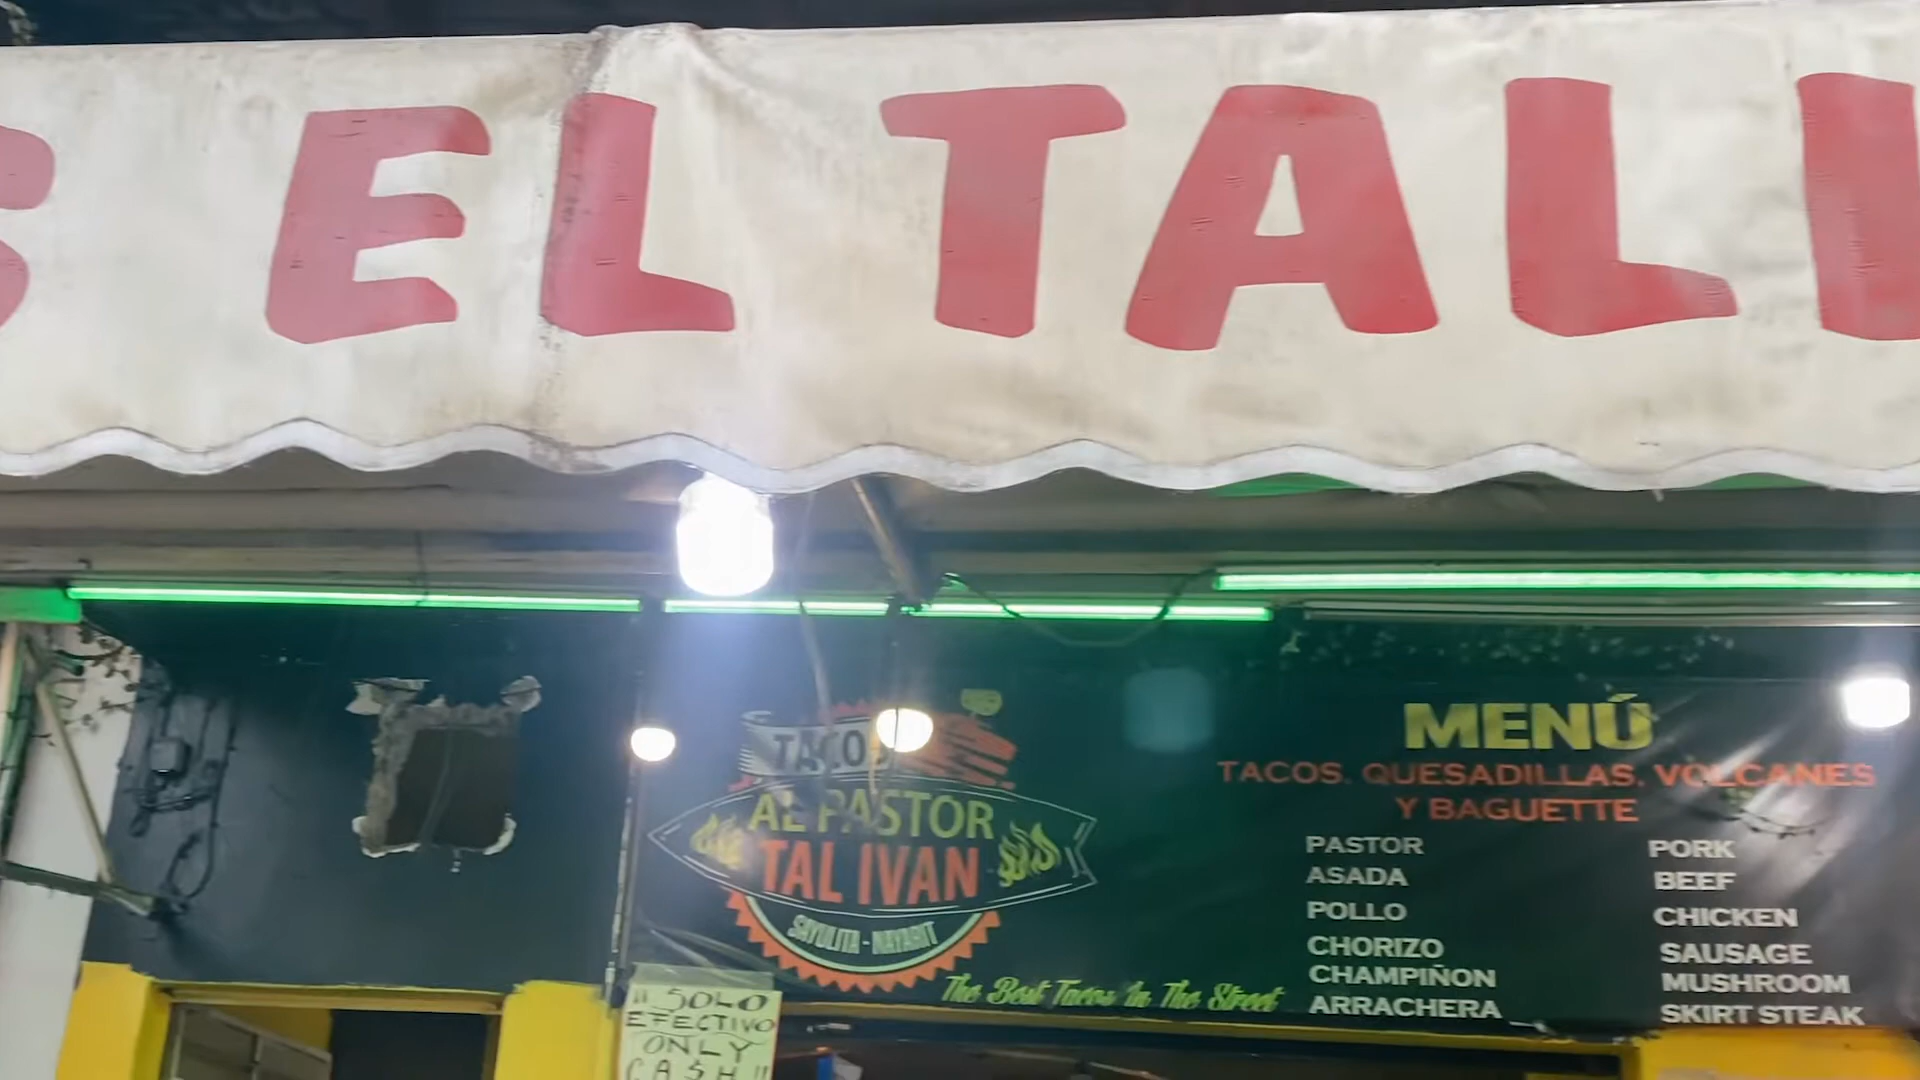 S EL TALI
TACOS
AL PASTOR
TAL IVAN
SAYULITA - NAYARIT
The Best Tacos In The Street
MENÚ
TACOS. QUESADILLAS. VOLCANES
Y BAGUETTE
PASTOR PORK
ASADA BEEF
POLLO CHICKEN
CHORIZO SAUSAGE
CHAMPIÑON MUSHROOM
ARRACHERA SKIRT STEAK
¡¡ SOLO
EFECTIVO
ONLY
CASH !!